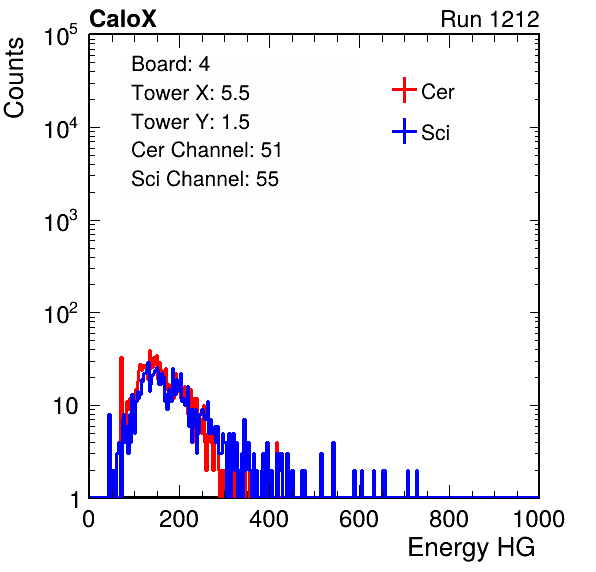 CaloX Run 1212
Counts
10^5
10^4
10^3
10^2
10
1
Board: 4
Tower X: 5.5
Tower Y: 1.5
Cer Channel: 51
Sci Channel: 55
Cer
Sci
0 200 400 600 800 1000
Energy HG